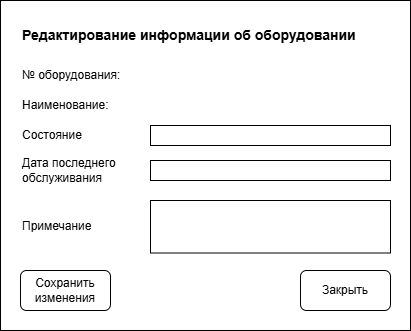 Редактирование информации об оборудовании
№ оборудования:
Наименование:
Состояние
Дата последнего
обслуживания
Примечание
Сохранить
изменения
Закрыть